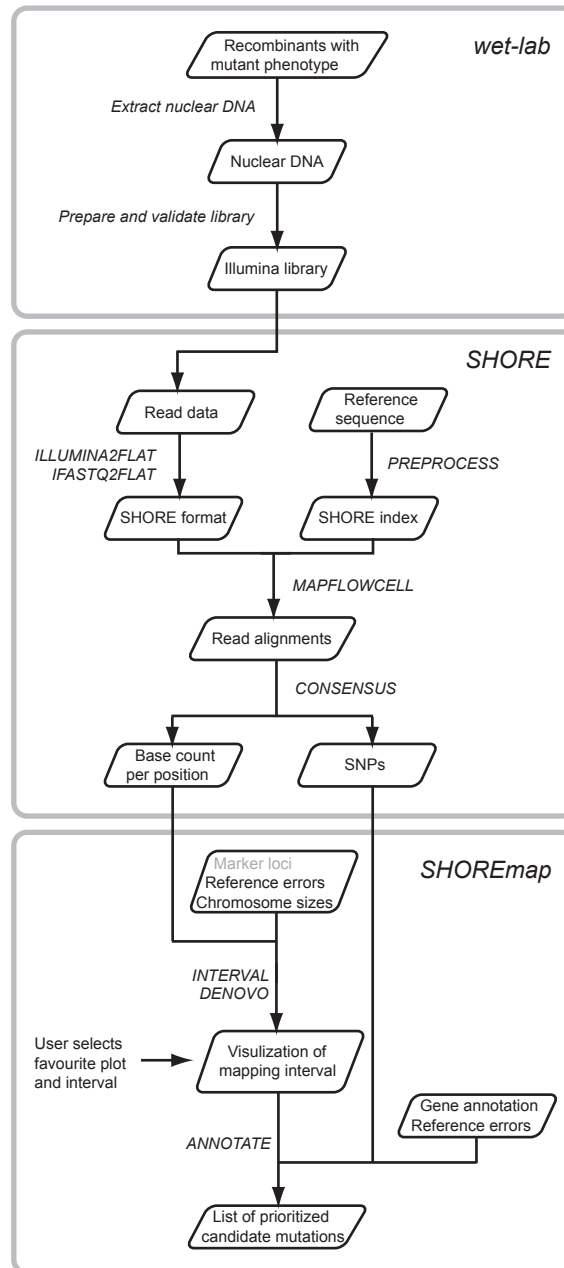 wet-lab
Recombinants with
mutant phenotype
Extract nuclear DNA
Nuclear DNA
Prepare and validate library
Illumina library
SHORE
Read data
Reference
sequence
ILLUMINA2FLAT
IFASTQ2FLAT
PREPROCESS
SHORE format
SHORE index
MAPFLOWCELL
Read alignments
CONSENSUS
Base count
per position
SNPs
SHOREmap
Marker loci
Reference errors
Chromosome sizes
INTERVAL
DENOVO
User selects
favourite plot
and interval
Visulization of
mapping interval
Gene annotation
Reference errors
ANNOTATE
List of prioritized
candidate mutations